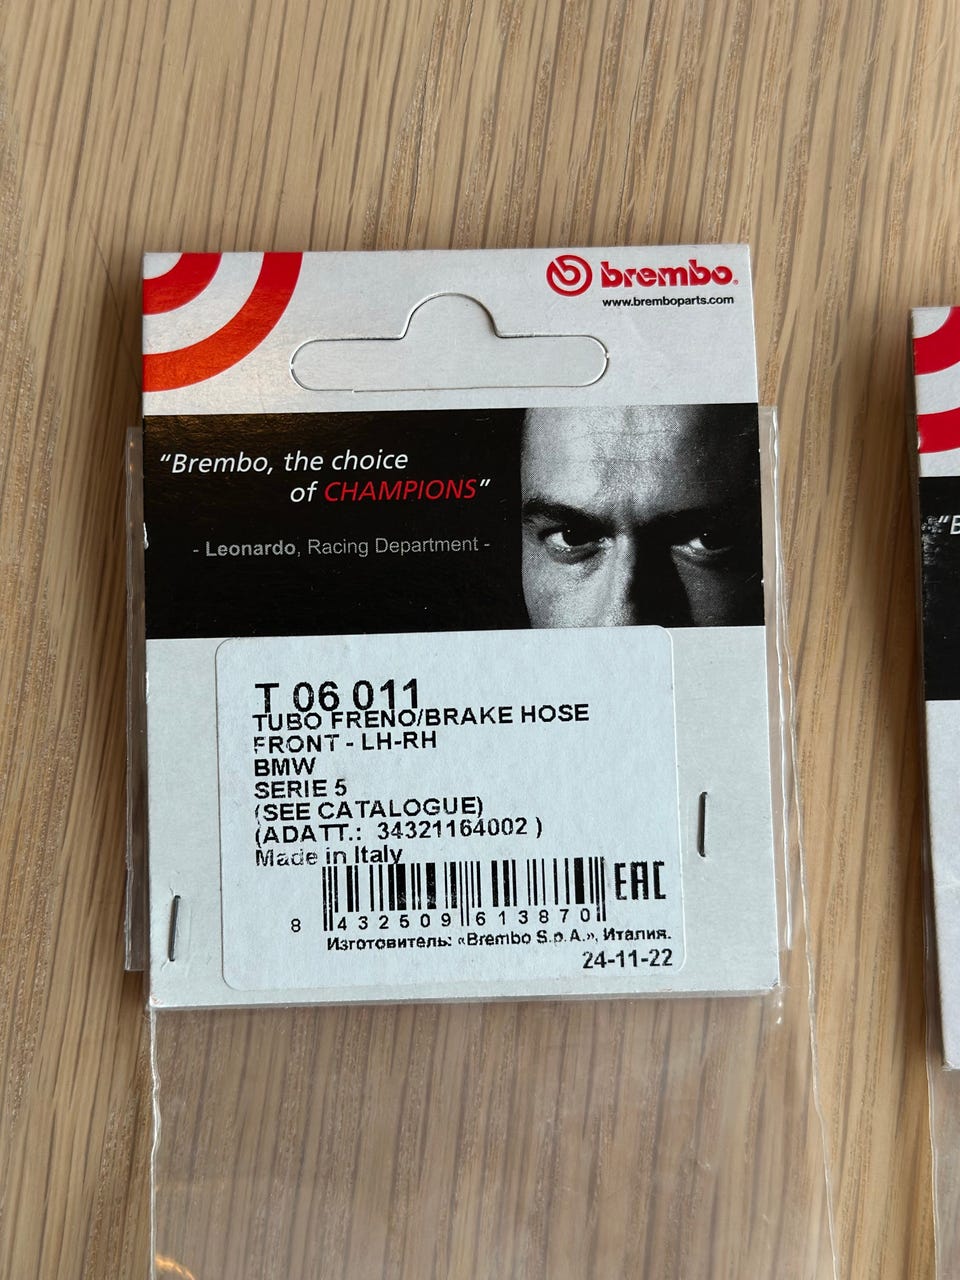 brembo
www.bremboparts.com
"Brembo, the choice
of CHAMPIONS"
- Leonardo, Racing Department -
T 06 011
TUBO FRENO/BRAKE HOSE
FRONT - LH-RH
BMW
SERIE 5
(SEE CATALOGUE)
(ADATT.: 34321164002 )
Made in Italy
EAC
8 432509 613870
Изготовитель: «Brembo S.p.A.», Италия.
24-11-22
"B